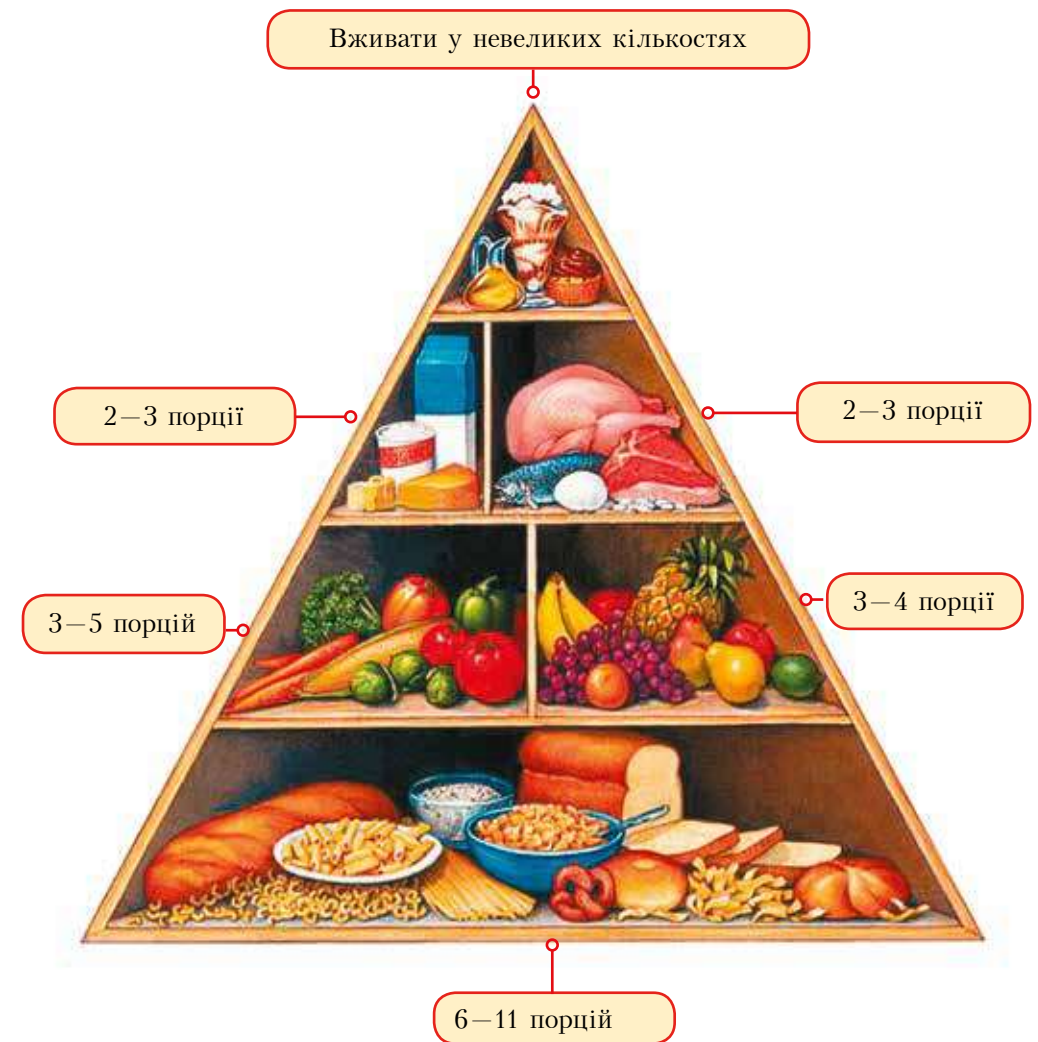 Вживати у невеликих кількостях
2–3 порції
2–3 порції
3–5 порцій
3–4 порції
6–11 порцій